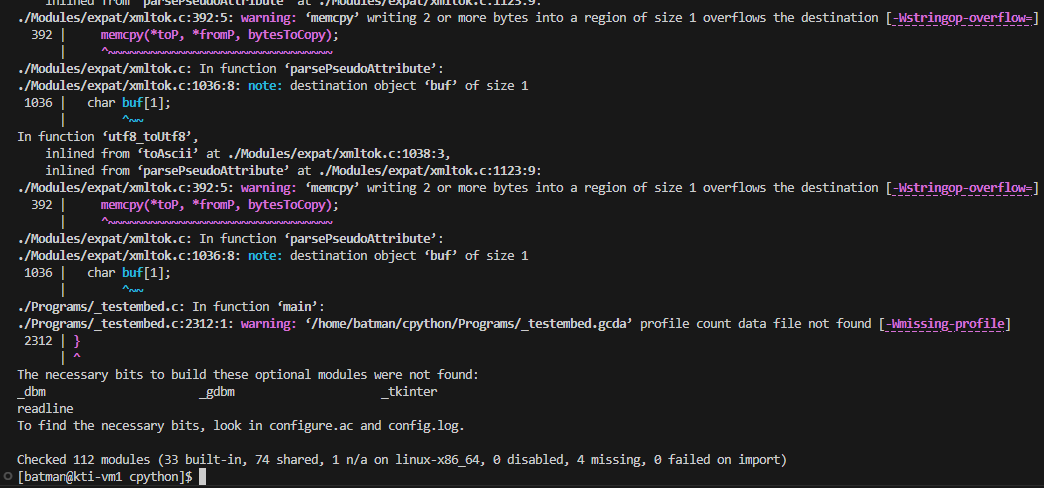 inlined from ‘parsePseudoAttribute’ at ./Modules/expat/xmltok.c:1125:9:
./Modules/expat/xmltok.c:392:5: warning: ‘memcpy’ writing 2 or more bytes into a region of size 1 overflows the destination [-Wstringop-overflow=]
392 |     memcpy(*toP, *fromP, bytesToCopy);
|     ^~~~~~~~~~~~~~~~~~~~~~~~~~~~~~~~~
./Modules/expat/xmltok.c: In function ‘parsePseudoAttribute’:
./Modules/expat/xmltok.c:1036:8: note: destination object ‘buf’ of size 1
1036 |   char buf[1];
|        ^~~
In function ‘utf8_toUtf8’,
inlined from ‘toAscii’ at ./Modules/expat/xmltok.c:1038:3,
inlined from ‘parsePseudoAttribute’ at ./Modules/expat/xmltok.c:1123:9:
./Modules/expat/xmltok.c:392:5: warning: ‘memcpy’ writing 2 or more bytes into a region of size 1 overflows the destination [-Wstringop-overflow=]
392 |     memcpy(*toP, *fromP, bytesToCopy);
|     ^~~~~~~~~~~~~~~~~~~~~~~~~~~~~~~~~
./Modules/expat/xmltok.c: In function ‘parsePseudoAttribute’:
./Modules/expat/xmltok.c:1036:8: note: destination object ‘buf’ of size 1
1036 |   char buf[1];
|        ^~~
./Programs/_testembed.c: In function ‘main’:
./Programs/_testembed.c:2312:1: warning: ‘/home/batman/cpython/Programs/_testembed.gcda’ profile count data file not found [-Wmissing-profile]
2312 | }
| ^
The necessary bits to build these optional modules were not found:
_dbm                      _gdbm                     _tkinter
readline
To find the necessary bits, look in configure.ac and config.log.
Checked 112 modules (33 built-in, 74 shared, 1 n/a on linux-x86_64, 0 disabled, 4 missing, 0 failed on import)
[batman@kti-vm1 cpython]$